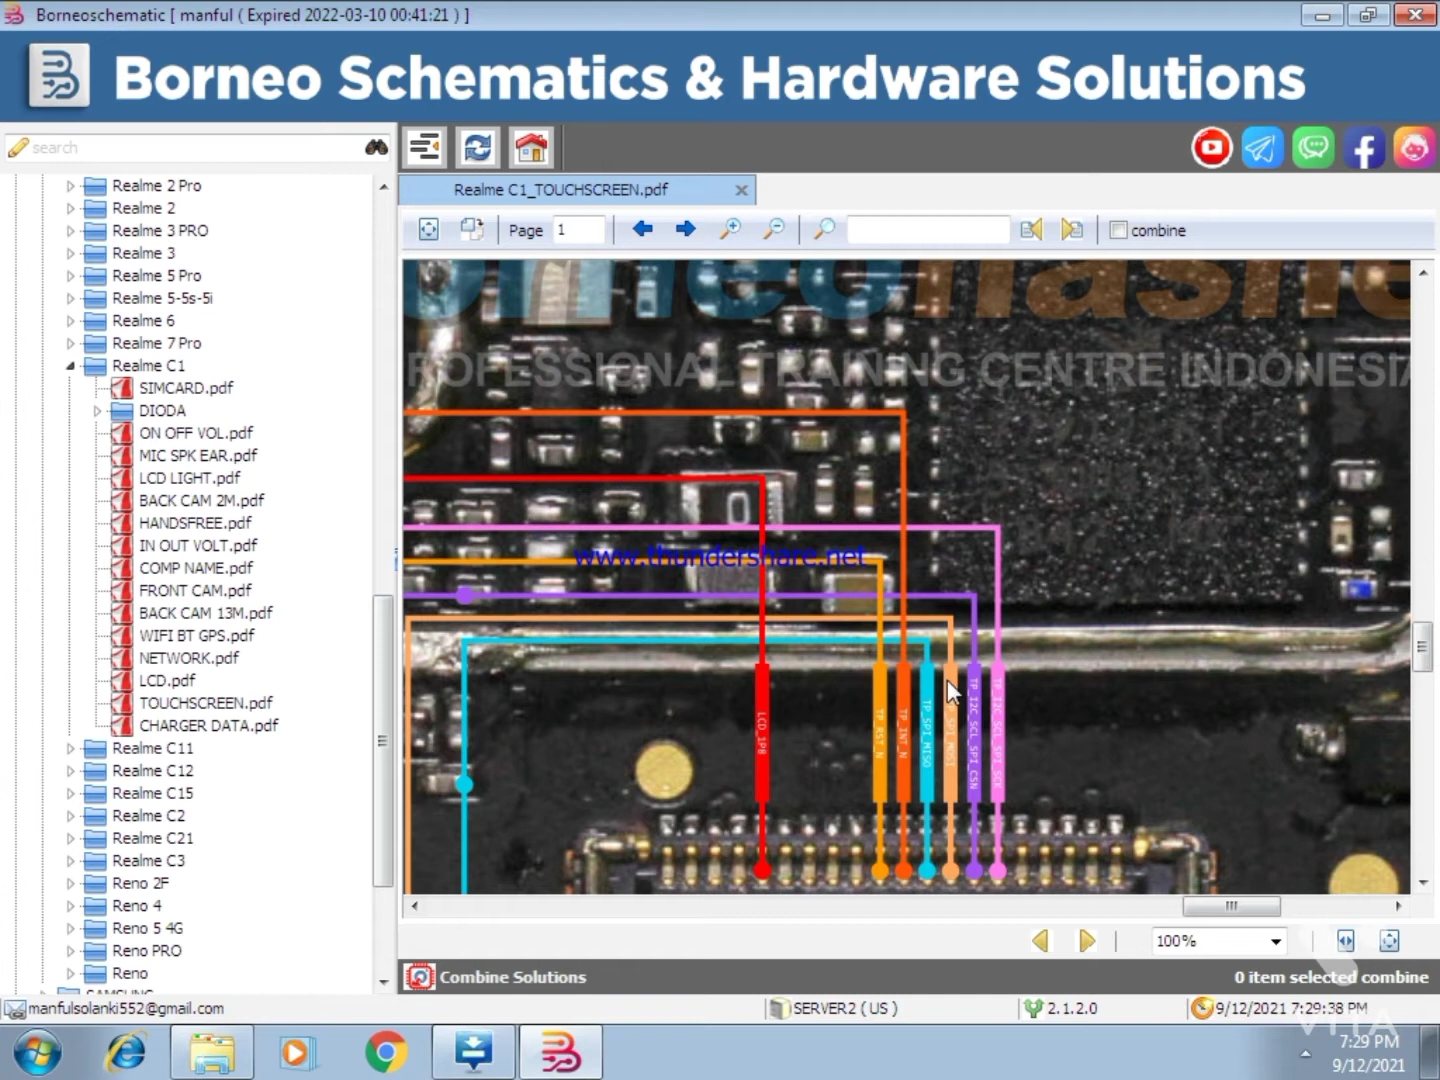 Borneoschematic [ manful ( Expired 2022-03-10 00:41:21 ) ]
Borneo Schematics & Hardware Solutions
search
Realme 2 Pro
Realme 2
Realme 3 PRO
Realme 3
Realme 5 Pro
Realme 5-5s-5i
Realme 6
Realme 7 Pro
Realme C1
SIMCARD.pdf
DIODA
ON OFF VOL.pdf
MIC SPK EAR.pdf
LCD LIGHT.pdf
BACK CAM 2M.pdf
HANDSFREE.pdf
IN OUT VOLT.pdf
COMP NAME.pdf
FRONT CAM.pdf
BACK CAM 13M.pdf
WIFI BT GPS.pdf
NETWORK.pdf
LCD.pdf
TOUCHSCREEN.pdf
CHARGER DATA.pdf
Realme C11
Realme C12
Realme C15
Realme C2
Realme C21
Realme C3
Reno 2F
Reno 4
Reno 5 4G
Reno PRO
Reno
SAMSUNG
Realme C1_TOUCHSCREEN.pdf
Page 1
combine
orneoflashe
ROFESSIONAL TRAINING CENTRE INDONESIA
www.thundershare.net
LCD_1P8
TP_RST_N
TP_INT_N
TP_SPI_MISO
TP_SPI_MOSI
TP_I2C_SCL_SPI_CSN
TP_I2C_SCL_SPI_SCK
100%
Combine Solutions
0 item selected combine
manfulsolanki552@gmail.com
SERVER2 ( US )
2.1.2.0
9/12/2021 7:29:38 PM
VITA
7:29 PM
9/12/2021